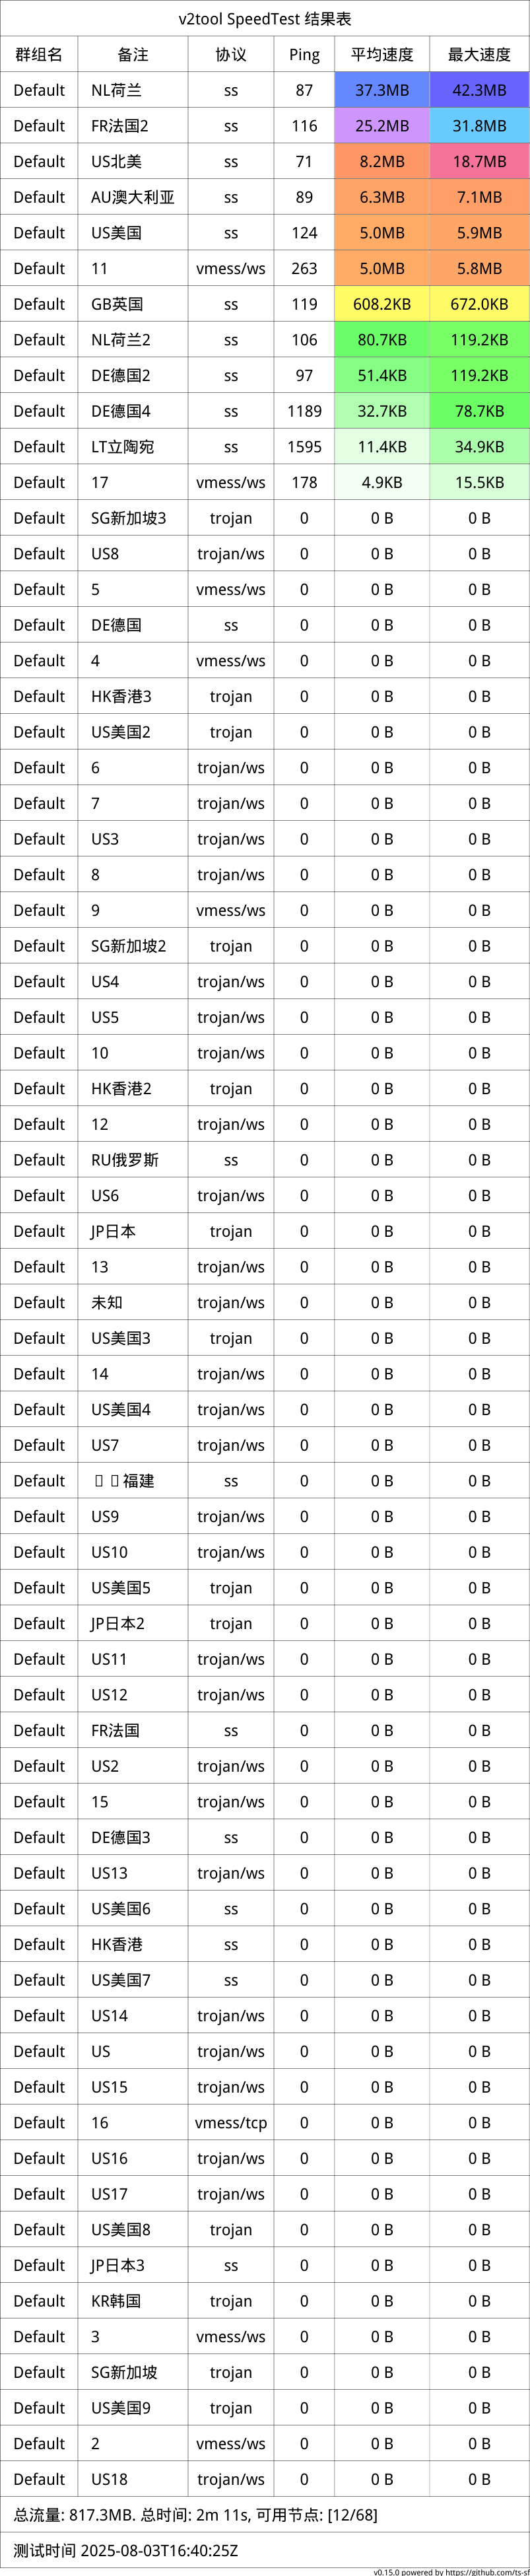 v2tool SpeedTest 结果表
群组名 备注 协议 Ping 平均速度 最大速度
Default NL荷兰 ss 87 37.3MB 42.3MB
Default FR法国2 ss 116 25.2MB 31.8MB
Default US北美 ss 71 8.2MB 18.7MB
Default AU澳大利亚 ss 89 6.3MB 7.1MB
Default US美国 ss 124 5.0MB 5.9MB
Default 11 vmess/ws 263 5.0MB 5.8MB
Default GB英国 ss 119 608.2KB 672.0KB
Default NL荷兰2 ss 106 80.7KB 119.2KB
Default DE德国2 ss 97 51.4KB 119.2KB
Default DE德国4 ss 1189 32.7KB 78.7KB
Default LT立陶宛 ss 1595 11.4KB 34.9KB
Default 17 vmess/ws 178 4.9KB 15.5KB
Default SG新加坡3 trojan 0 0 B 0 B
Default US8 trojan/ws 0 0 B 0 B
Default 5 vmess/ws 0 0 B 0 B
Default DE德国 ss 0 0 B 0 B
Default 4 vmess/ws 0 0 B 0 B
Default HK香港3 trojan 0 0 B 0 B
Default US美国2 trojan 0 0 B 0 B
Default 6 trojan/ws 0 0 B 0 B
Default 7 trojan/ws 0 0 B 0 B
Default US3 trojan/ws 0 0 B 0 B
Default 8 trojan/ws 0 0 B 0 B
Default 9 vmess/ws 0 0 B 0 B
Default SG新加坡2 trojan 0 0 B 0 B
Default US4 trojan/ws 0 0 B 0 B
Default US5 trojan/ws 0 0 B 0 B
Default 10 trojan/ws 0 0 B 0 B
Default HK香港2 trojan 0 0 B 0 B
Default 12 trojan/ws 0 0 B 0 B
Default RU俄罗斯 ss 0 0 B 0 B
Default US6 trojan/ws 0 0 B 0 B
Default JP日本 trojan 0 0 B 0 B
Default 13 trojan/ws 0 0 B 0 B
Default 未知 trojan/ws 0 0 B 0 B
Default US美国3 trojan 0 0 B 0 B
Default 14 trojan/ws 0 0 B 0 B
Default US美国4 trojan/ws 0 0 B 0 B
Default US7 trojan/ws 0 0 B 0 B
Default 福建 ss 0 0 B 0 B
Default US9 trojan/ws 0 0 B 0 B
Default US10 trojan/ws 0 0 B 0 B
Default US美国5 trojan 0 0 B 0 B
Default JP日本2 trojan 0 0 B 0 B
Default US11 trojan/ws 0 0 B 0 B
Default US12 trojan/ws 0 0 B 0 B
Default FR法国 ss 0 0 B 0 B
Default US2 trojan/ws 0 0 B 0 B
Default 15 trojan/ws 0 0 B 0 B
Default DE德国3 ss 0 0 B 0 B
Default US13 trojan/ws 0 0 B 0 B
Default US美国6 ss 0 0 B 0 B
Default HK香港 ss 0 0 B 0 B
Default US美国7 ss 0 0 B 0 B
Default US14 trojan/ws 0 0 B 0 B
Default US trojan/ws 0 0 B 0 B
Default US15 trojan/ws 0 0 B 0 B
Default 16 vmess/tcp 0 0 B 0 B
Default US16 trojan/ws 0 0 B 0 B
Default US17 trojan/ws 0 0 B 0 B
Default US美国8 trojan 0 0 B 0 B
Default JP日本3 ss 0 0 B 0 B
Default KR韩国 trojan 0 0 B 0 B
Default 3 vmess/ws 0 0 B 0 B
Default SG新加坡 trojan 0 0 B 0 B
Default US美国9 trojan 0 0 B 0 B
Default 2 vmess/ws 0 0 B 0 B
Default US18 trojan/ws 0 0 B 0 B
总流量: 817.3MB. 总时间: 2m 11s, 可用节点: [12/68]
测试时间 2025-08-03T16:40:25Z
v0.15.0 powered by https://github.com/ts-sf